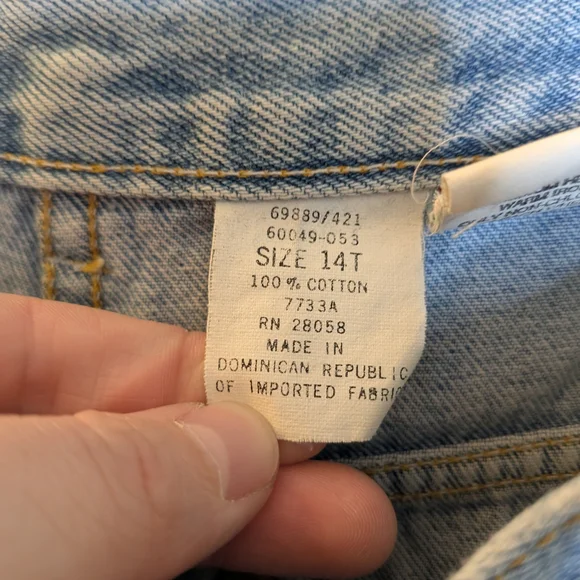 69889/421
60049-053
SIZE 14T
100% COTTON
7733A
RN 28058
MADE IN
DOMINICAN REPUBLIC
OF IMPORTED FABRIC